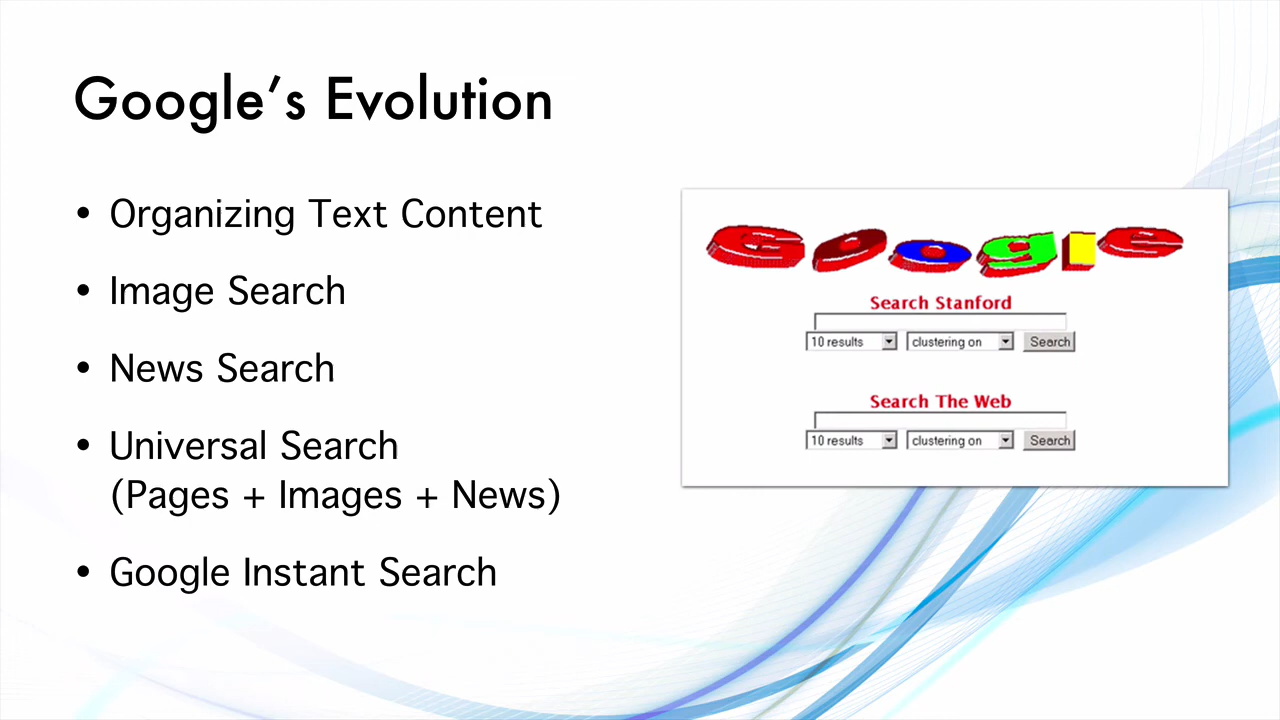 Google’s Evolution
• Organizing Text Content
• Image Search
• News Search
• Universal Search
(Pages + Images + News)
• Google Instant Search
Google
Search Stanford
10 results clustering on Search
Search The Web
10 results clustering on Search